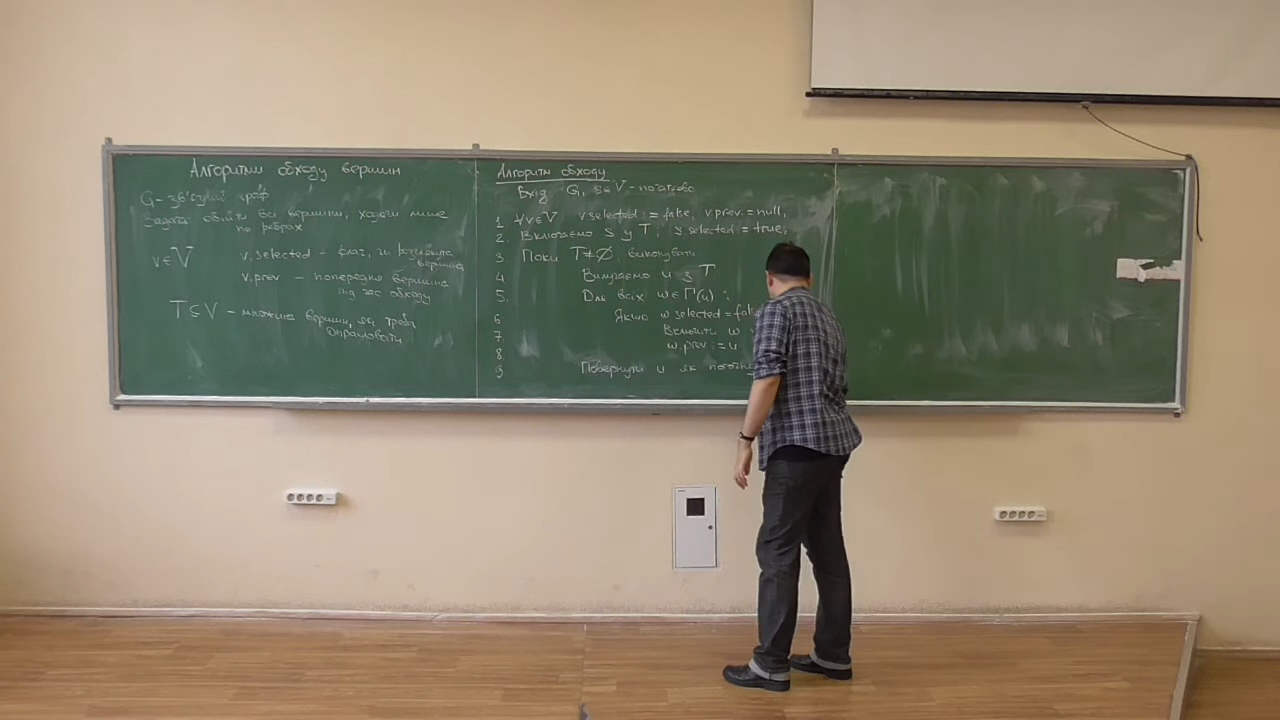 Алгоритми обходу вершин
G - зв'язний граф
Задача обійти всі вершини, ходячи лише
по ребрах
v∈V v.selected - флаг, чи розглянута
вершина
v.prev - попередня вершина
під час обходу
T⊆V - множина вершин, які треба
опрацювати
Алгоритм обходу
Вхід G, s∈V - початково
1. ∀v∈V v.selected := false, v.prev := null;
2. Включаємо s у T; s.selected := true;
3. Поки T≠∅ виконувати
4. Вилучаємо u з T
5. Для всіх w∈Г(u):
6 Якщо w.selected = fal
7. Включити w
8. w.prev := u
9 Повернути u як